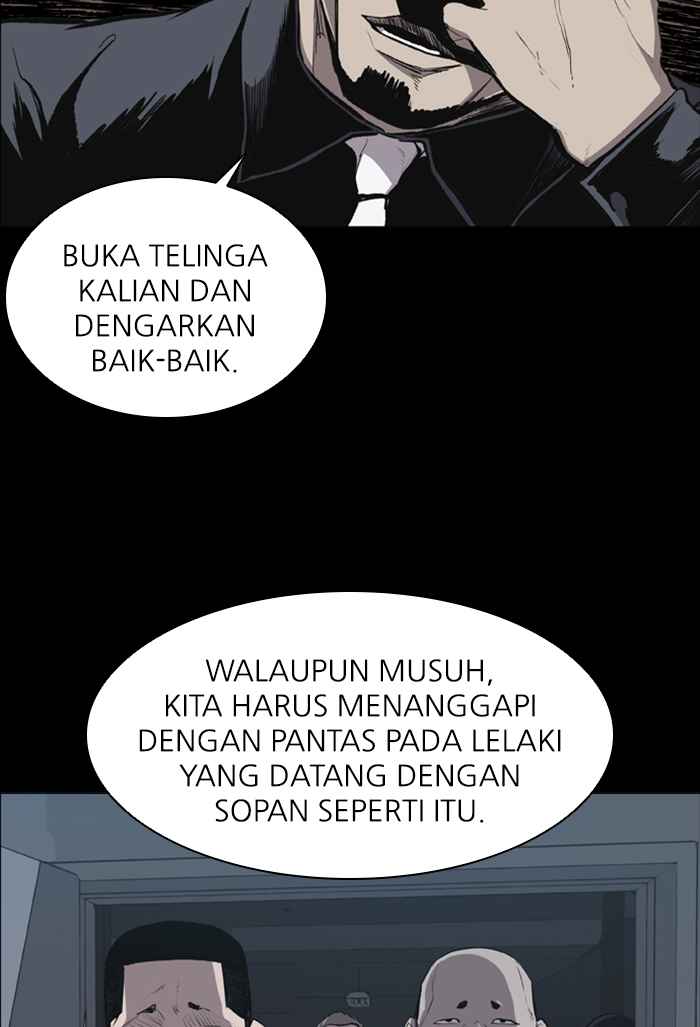 BUKA TELINGA
KALIAN DAN
DENGARKAN
BAIK-BAIK.
WALAUPUN MUSUH,
KITA HARUS MENANGGAPI
DENGAN PANTAS PADA LELAKI
YANG DATANG DENGAN
SOPAN SEPERTI ITU.